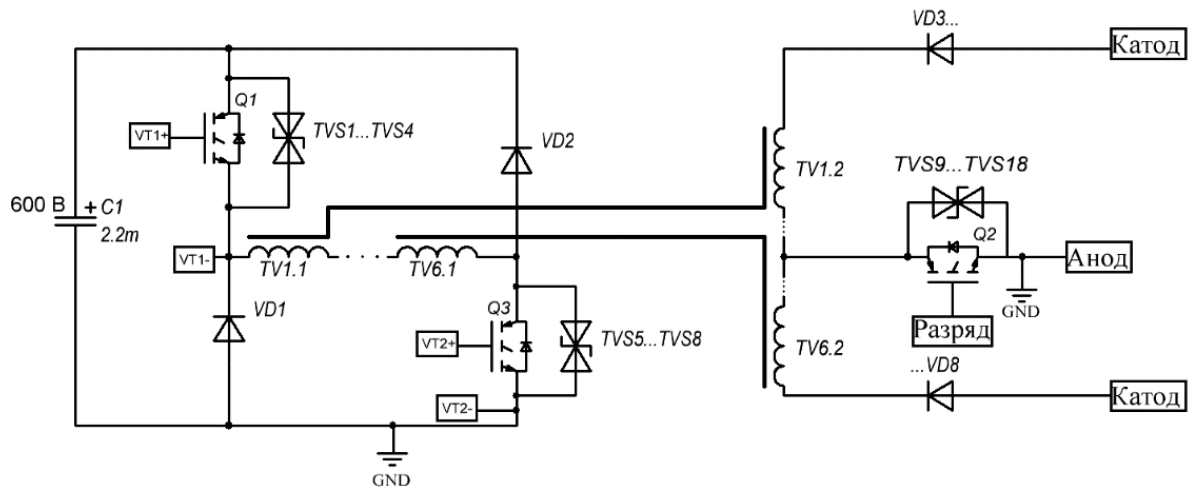 VD3...
Катод
Q1
VT1+
TVS1...TVS4
VD2
TV1.2
TVS9...TVS18
600 В
+ C1
2.2m
Q2
VT1-
TV1.1
TV6.1
Анод
GND
VD1
Q3
VT2+
TVS5...TVS8
Разряд
TV6.2
...VD8
VT2-
Катод
GND